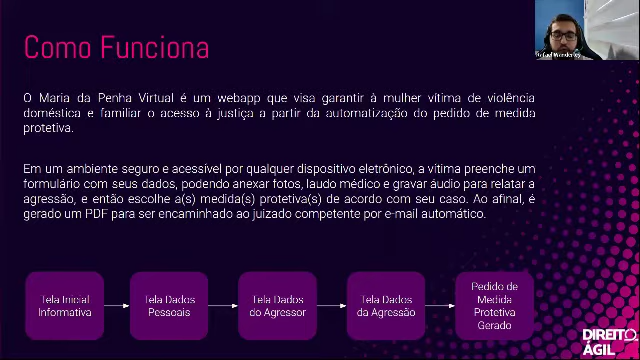 Como Funciona
Rafael Wanderley
O Maria da Penha Virtual é um webapp que visa garantir à mulher vítima de violência
doméstica e familiar o acesso à justiça a partir da automatização do pedido de medida
protetiva.
Em um ambiente seguro e acessível por qualquer dispositivo eletrônico, a vítima preenche um
formulário com seus dados, podendo anexar fotos, laudo médico e gravar áudio para relatar a
agressão, e então escolhe a(s) medida(s) protetiva(s) de acordo com seu caso. Ao afinal, é
gerado um PDF para ser encaminhado ao juizado competente por e-mail automático.
Tela Inicial
Informativa
Tela Dados
Pessoais
Tela Dados
do Agressor
Tela Dados
da Agressão
Pedido de
Medida
Protetiva
Gerado
DIREITO
ÁGIL